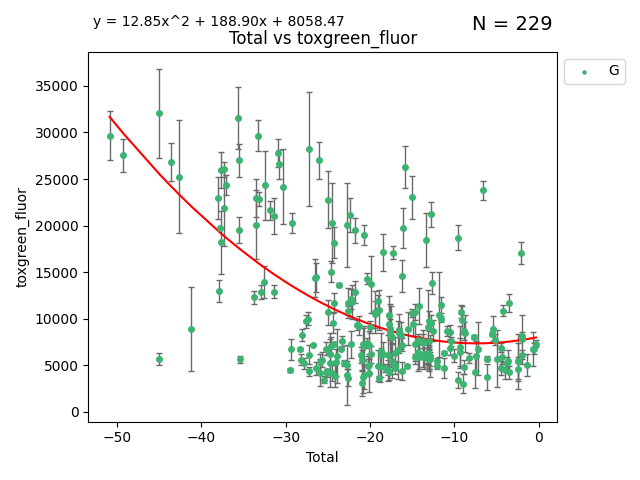 y = 12.85x^2 + 188.90x + 8058.47
N = 229
Total vs toxgreen_fluor
G
35000
30000
25000
20000
15000
10000
5000
0
toxgreen_fluor
−50
−40
−30
−20
−10
0
Total